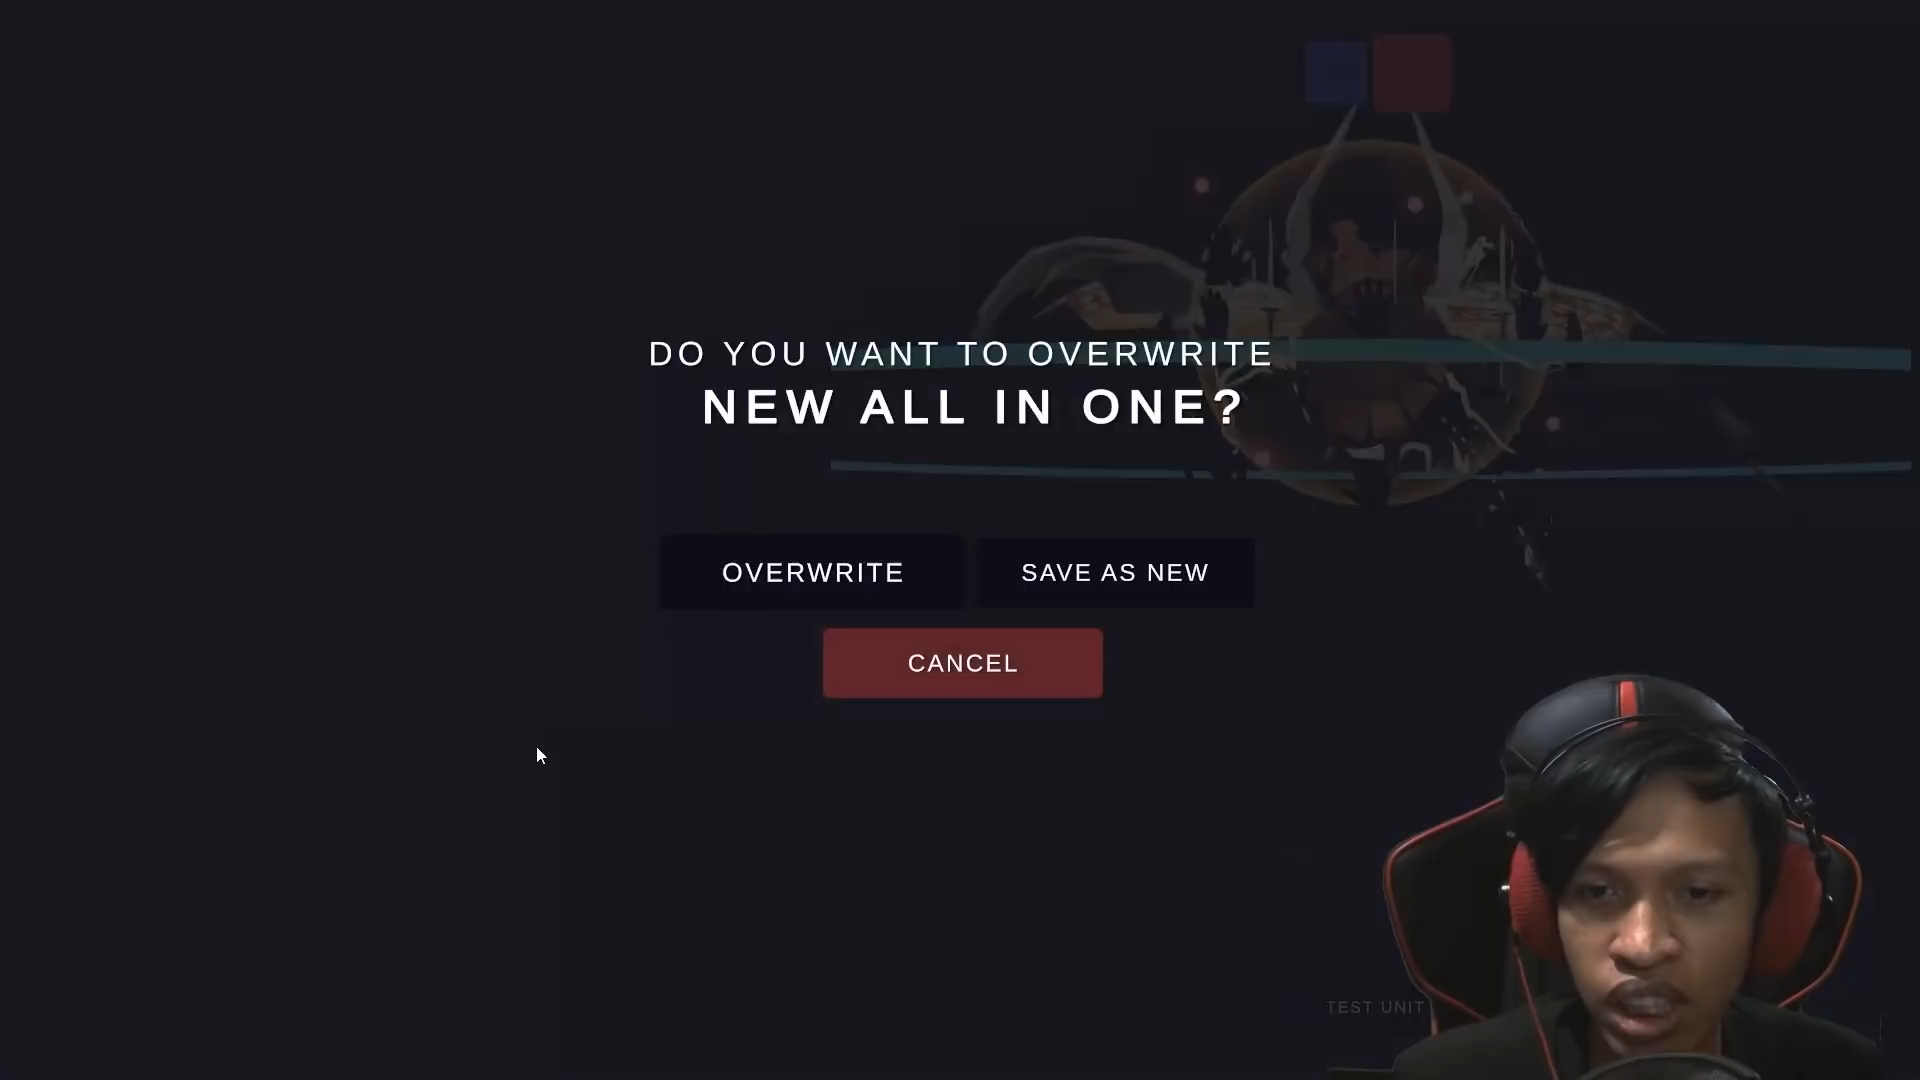 DO YOU WANT TO OVERWRITE
NEW ALL IN ONE?
OVERWRITE
SAVE AS NEW
CANCEL
TEST UNIT